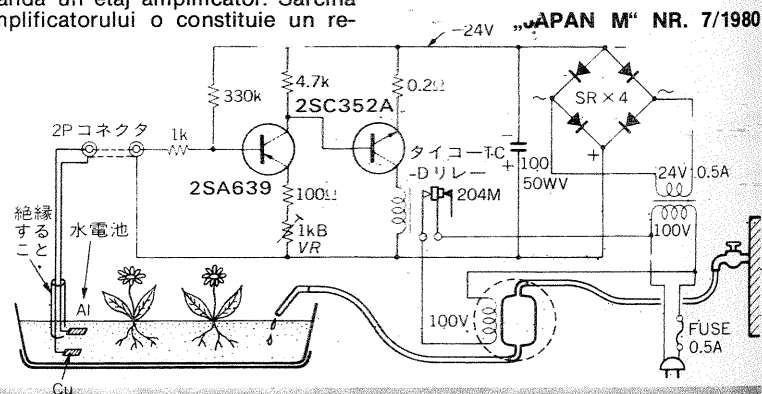 anda un etaj amplificator. Sarcina
mplificatorului o constituie un re-
„JAPAN M“ NR. 7/1980
−24V
330k
4.7k
0.2Ω
2SC352A
SR×4
2Pコネクタ
1k
2SA639
タイコーT-C
-Dリレー
204M
100
50WV
24V 0.5A
100V
100Ω
1kB
VR
絶縁
する
こと.
水電池
Al
Cu
100V
FUSE
0.5A